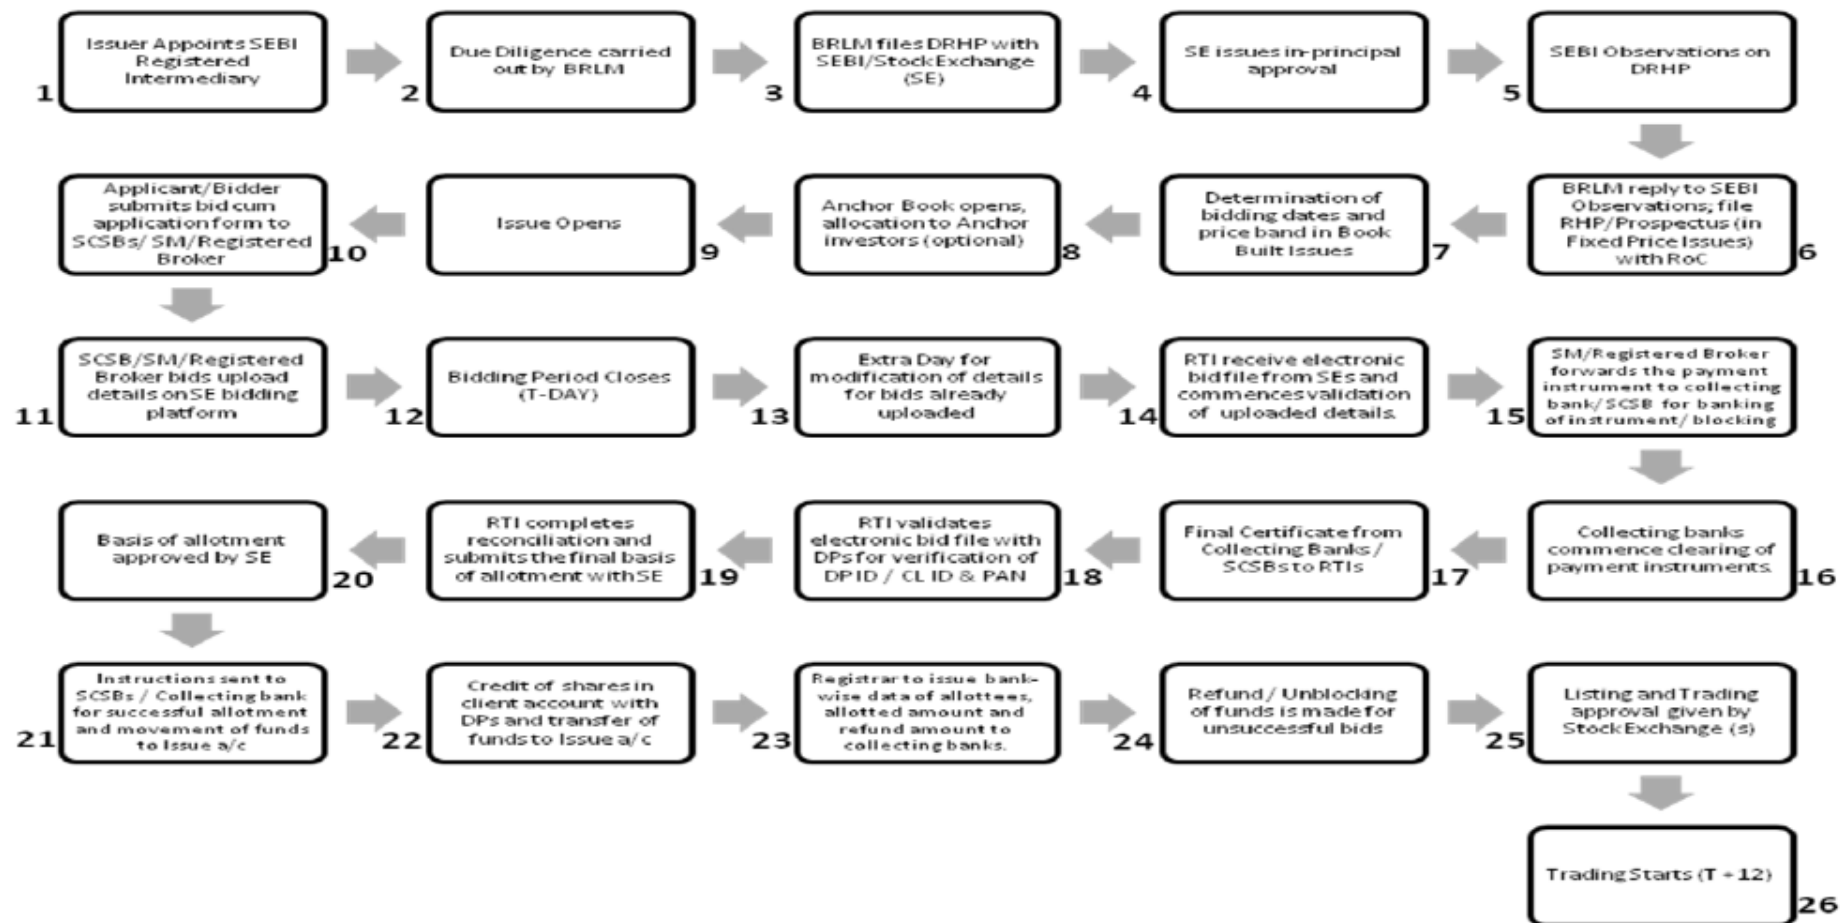 Issuer Appoints SEBI
Registered
Intermediary
1
Due Diligence carried
out by BRLM
2
BRLM files DRHP with
SEBI/Stock Exchange
(SE)
3
SE issues in-principal
approval
4
SEBI Observations on
DRHP
5
BRLM reply to SEBI
Observations; file
RHP/Prospectus (in
Fixed Price Issues)
with RoC
6
Determination of
bidding dates and
price band in Book
Built Issues
7
Anchor Book opens,
allocation to Anchor
investors (optional)
8
Issue Opens
9
Applicant/Bidder
submits bid cum
application form to
SCSBs/ SM/Registered
Broker
10
SCSB/SM/Registered
Broker bids upload
details on SE bidding
platform
11
Bidding Period Closes
(T-DAY)
12
Extra Day for
modification of details
for bids already
uploaded
13
RTI receive electronic
bid file from SEs and
commences validation
of uploaded details.
14
SM/Registered Broker
forwards the payment
instrument to collecting
bank/ SCSB for banking
of instrument/ blocking
15
Collecting banks
commence clearing of
payment instruments.
16
Final Certificate from
Collecting Banks /
SCSBs to RTIs
17
RTI validates
electronic bid file with
DPs for verification of
DP ID / CL ID & PAN
18
RTI completes
reconciliation and
submits the final basis
of allotment with SE
19
Basis of allotment
approved by SE
20
Instructions sent to
SCSBs / Collecting bank
for successful allotment
and movement of funds
to Issue a/c
21
Credit of shares in
client account with
DPs and transfer of
funds to Issue a/c
22
Registrar to issue bank-
wise data of allottees,
allotted amount and
refund amount to
collecting banks.
23
Refund / Unblocking
of funds is made for
unsuccessful bids
24
Listing and Trading
approval given by
Stock Exchange (s)
25
Trading Starts (T + 12)
26